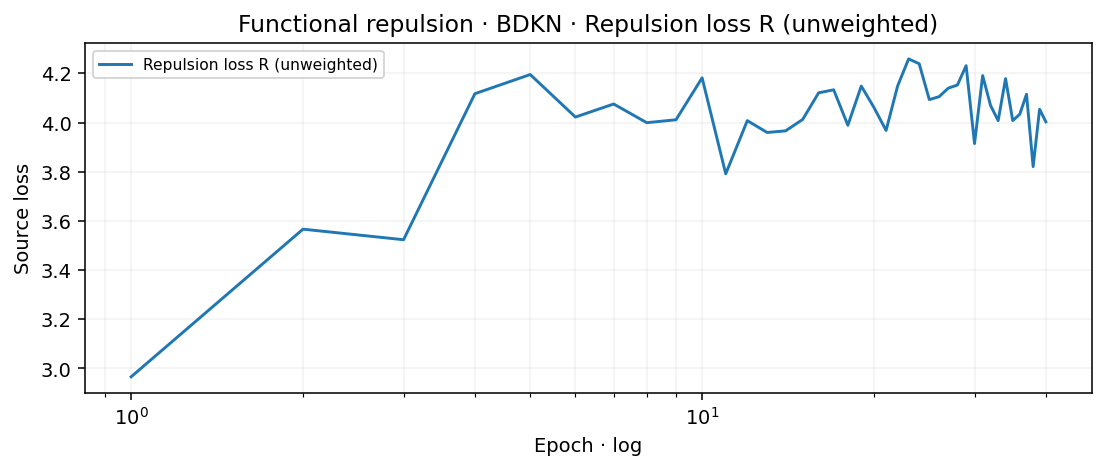 Functional repulsion · BDKN · Repulsion loss R (unweighted)
Repulsion loss R (unweighted)
Source loss
4.2
4.0
3.8
3.6
3.4
3.2
3.0
10⁰
10¹
Epoch · log